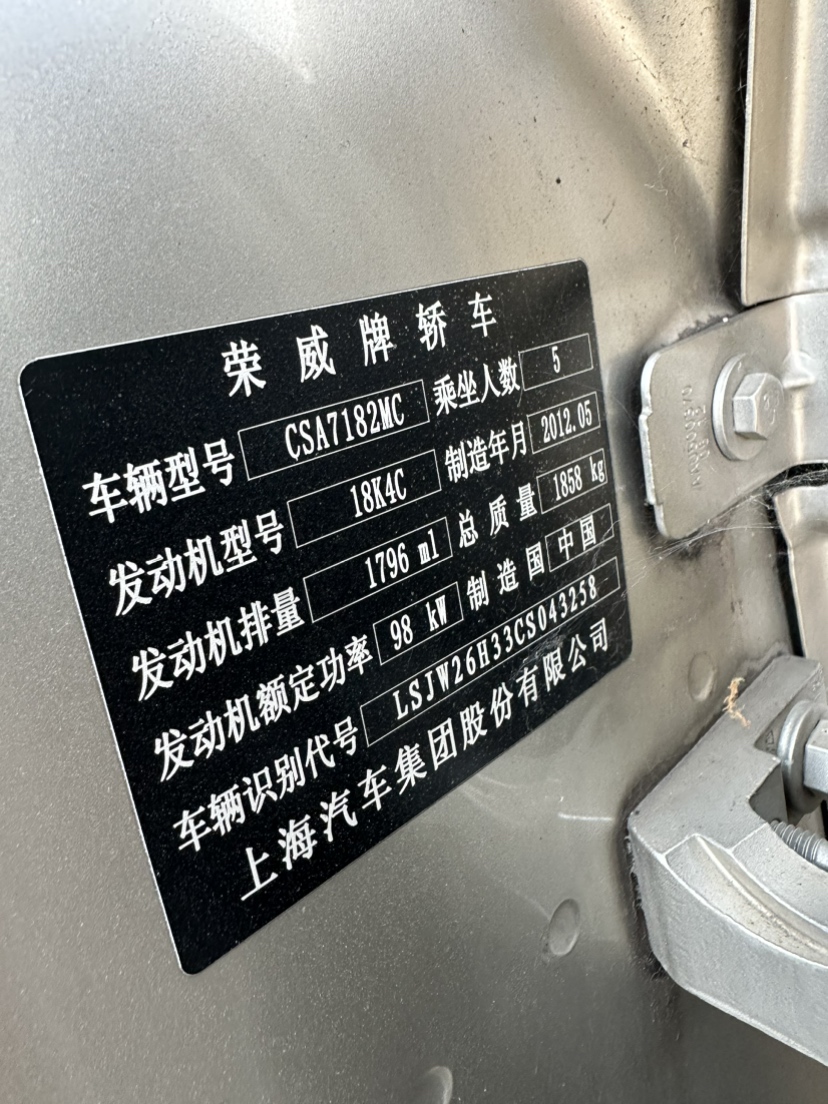 荣威牌轿车
车辆型号 CSA7182MC 乘坐人数 5
发动机型号 18K4C 制造年月 2012.05
发动机排量 1796 ml 总质量 1858 kg
发动机额定功率 98 kW 制造国 中国
车辆识别代号 LSJW26H33CS043258
上海汽车集团股份有限公司